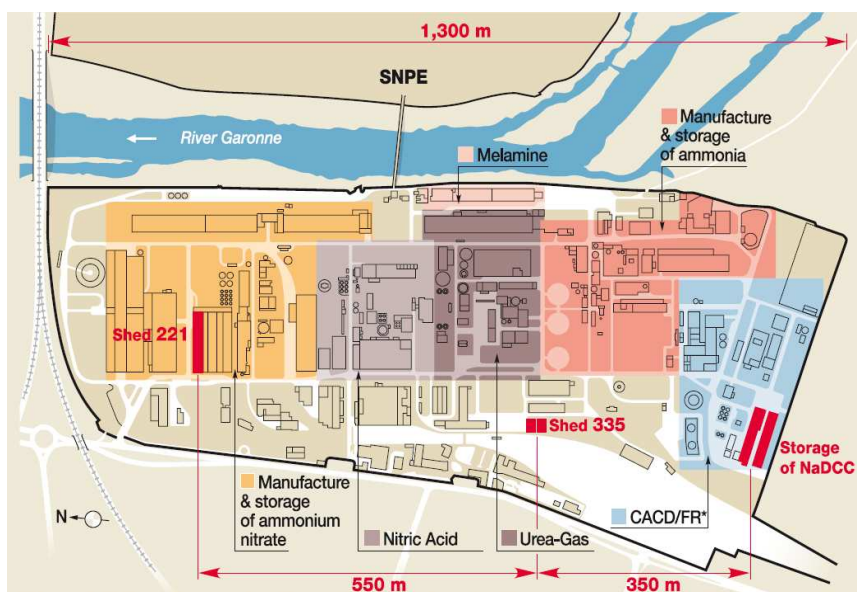 1,300 m
SNPE
River Garonne
Manufacture
& storage
of ammonia
Melamine
Shed 221
Shed 335
Storage
of NaDCC
N
Manufacture
& storage
of ammonium
nitrate
Nitric Acid
Urea-Gas
CACD/FR*
550 m
350 m